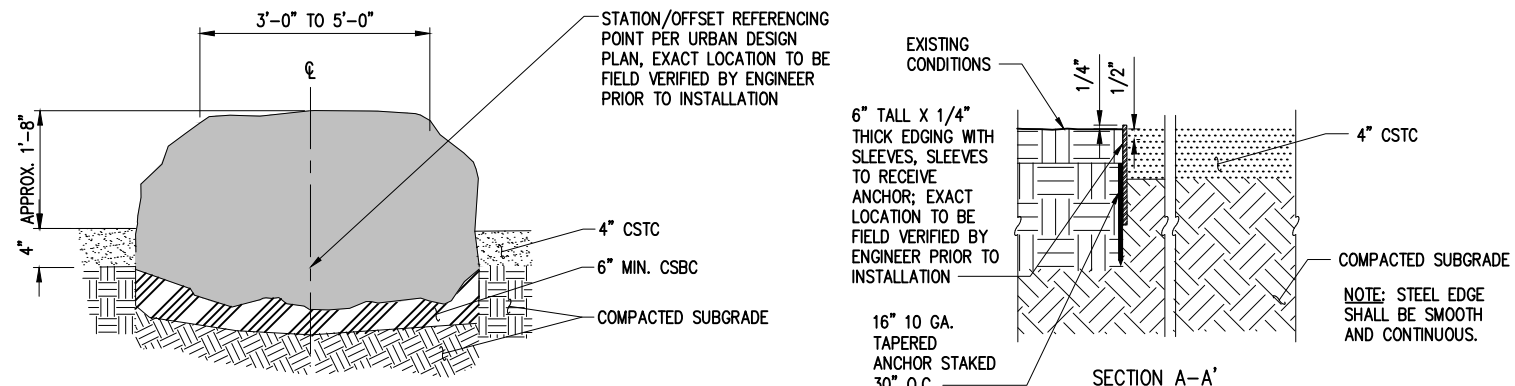 3'-0" TO 5'-0"
℄
APPROX. 1'-8"
4"
STATION/OFFSET REFERENCING
POINT PER URBAN DESIGN
PLAN, EXACT LOCATION TO BE
FIELD VERIFIED BY ENGINEER
PRIOR TO INSTALLATION
4" CSTC
6" MIN. CSBC
COMPACTED SUBGRADE
EXISTING
CONDITIONS
1/4"
1/2"
6" TALL X 1/4"
THICK EDGING WITH
SLEEVES, SLEEVES
TO RECEIVE
ANCHOR; EXACT
LOCATION TO BE
FIELD VERIFIED BY
ENGINEER PRIOR TO
INSTALLATION
16" 10 GA.
TAPERED
ANCHOR STAKED
30" O.C.
4" CSTC
COMPACTED SUBGRADE
NOTE: STEEL EDGE
SHALL BE SMOOTH
AND CONTINUOUS.
SECTION A-A'